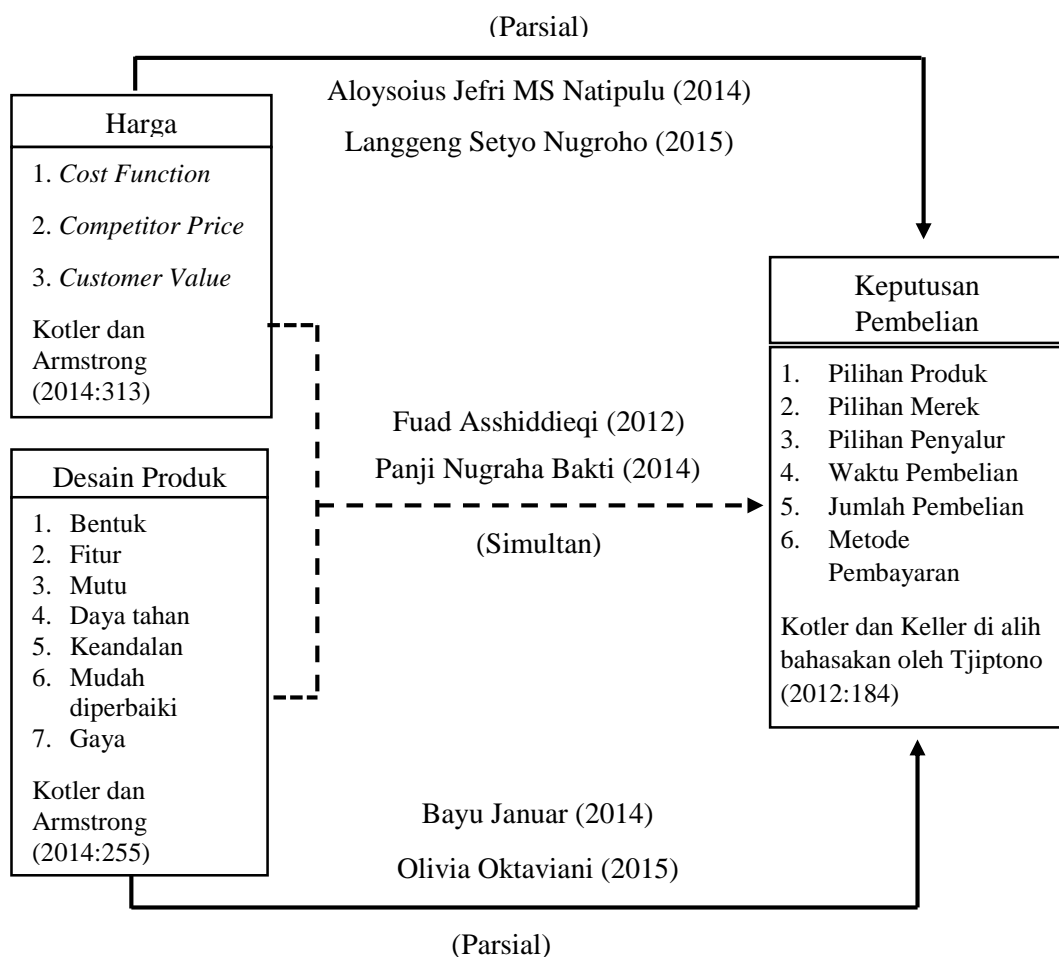 (Parsial)
Aloysoius Jefri MS Natipulu (2014)
Langgeng Setyo Nugroho (2015)
Harga
1. Cost Function
2. Competitor Price
3. Customer Value
Kotler dan
Armstrong
(2014:313)
Desain Produk
1. Bentuk
2. Fitur
3. Mutu
4. Daya tahan
5. Keandalan
6. Mudah
diperbaiki
7. Gaya
Kotler dan
Armstrong
(2014:255)
Fuad Asshiddieqi (2012)
Panji Nugraha Bakti (2014)
(Simultan)
Keputusan
Pembelian
1. Pilihan Produk
2. Pilihan Merek
3. Pilihan Penyalur
4. Waktu Pembelian
5. Jumlah Pembelian
6. Metode
Pembayaran
Kotler dan Keller di alih
bahasakan oleh Tjiptono
(2012:184)
Bayu Januar (2014)
Olivia Oktaviani (2015)
(Parsial)